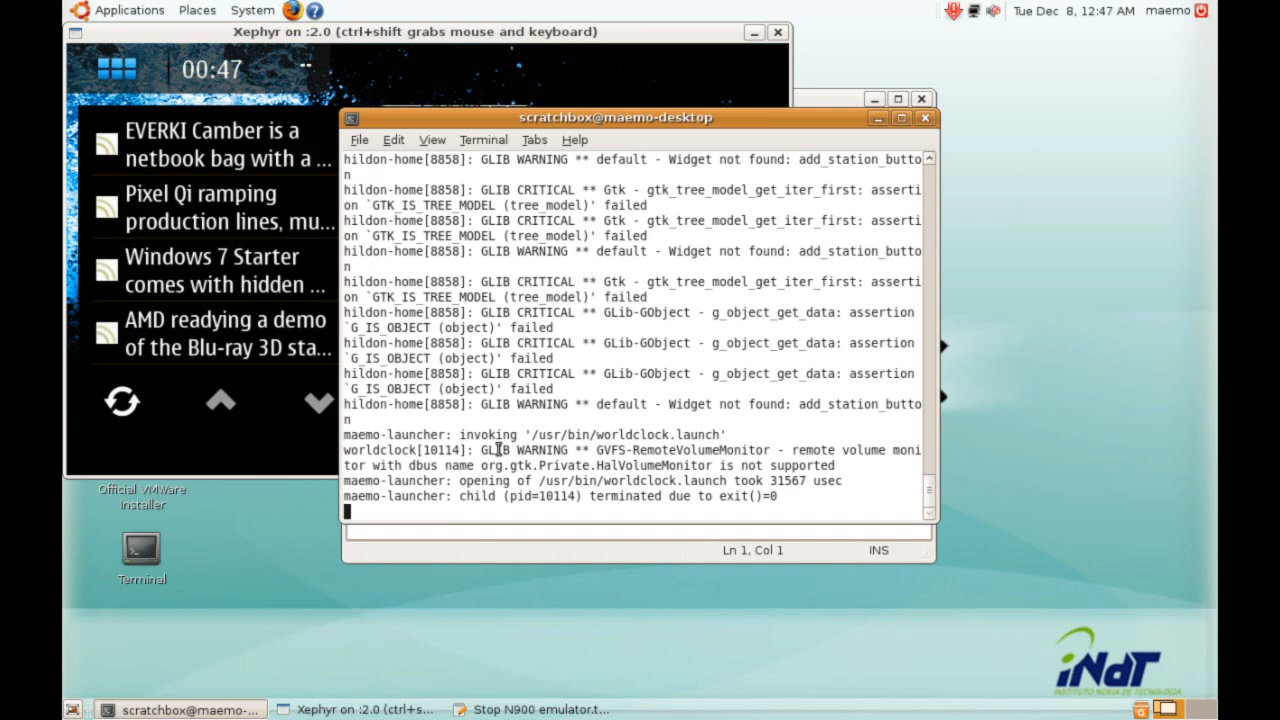 Applications Places System
Tue Dec 8, 12:47 AM maemo
Xephyr on :2.0 (ctrl+shift grabs mouse and keyboard)
00:47 --
EVERKI Camber is a
netbook bag with a ...
Pixel Qi ramping
production lines, mu...
Windows 7 Starter
comes with hidden ...
AMD readying a demo
of the Blu-ray 3D sta...
scratchbox@maemo-desktop
File Edit View Terminal Tabs Help
hildon-home[8858]: GLIB WARNING ** default - Widget not found: add_station_butto
n
hildon-home[8858]: GLIB CRITICAL ** Gtk - gtk_tree_model_get_iter_first: asserti
on `GTK_IS_TREE_MODEL (tree_model)' failed
hildon-home[8858]: GLIB CRITICAL ** Gtk - gtk_tree_model_get_iter_first: asserti
on `GTK_IS_TREE_MODEL (tree_model)' failed
hildon-home[8858]: GLIB WARNING ** default - Widget not found: add_station_butto
n
hildon-home[8858]: GLIB CRITICAL ** Gtk - gtk_tree_model_get_iter_first: asserti
on `GTK_IS_TREE_MODEL (tree_model)' failed
hildon-home[8858]: GLIB CRITICAL ** GLib-GObject - g_object_get_data: assertion
`G_IS_OBJECT (object)' failed
hildon-home[8858]: GLIB CRITICAL ** GLib-GObject - g_object_get_data: assertion
`G_IS_OBJECT (object)' failed
hildon-home[8858]: GLIB CRITICAL ** GLib-GObject - g_object_get_data: assertion
`G_IS_OBJECT (object)' failed
hildon-home[8858]: GLIB WARNING ** default - Widget not found: add_station_butto
n
maemo-launcher: invoking '/usr/bin/worldclock.launch'
worldclock[10114]: GLIB WARNING ** GVFS-RemoteVolumeMonitor - remote volume moni
tor with dbus name org.gtk.Private.HalVolumeMonitor is not supported
maemo-launcher: opening of /usr/bin/worldclock.launch took 31567 usec
maemo-launcher: child (pid=10114) terminated due to exit()=0
Ln 1, Col 1 INS
Official VMWare
Installer
Terminal
iNdT
INSTITUTO NOKIA DE TECNOLOGIA
scratchbox@maemo-... Xephyr on :2.0 (ctrl+s... Stop N900 emulator.t...